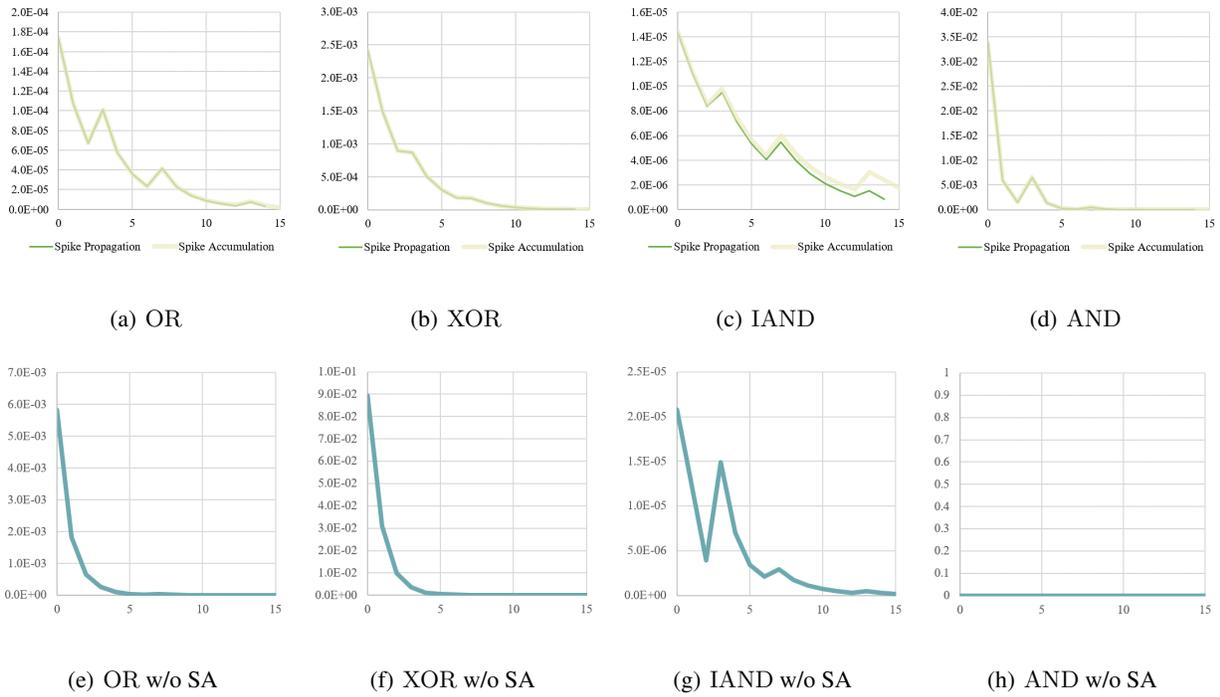 2.0E-04
1.8E-04
1.6E-04
1.4E-04
1.2E-04
1.0E-04
8.0E-05
6.0E-05
4.0E-05
2.0E-05
0.0E+00
0 5 10 15
Spike Propagation Spike Accumulation
(a) OR
3.0E-03
2.5E-03
2.0E-03
1.5E-03
1.0E-03
5.0E-04
0.0E+00
0 5 10 15
Spike Propagation Spike Accumulation
(b) XOR
1.6E-05
1.4E-05
1.2E-05
1.0E-05
8.0E-06
6.0E-06
4.0E-06
2.0E-06
0.0E+00
0 5 10 15
Spike Propagation Spike Accumulation
(c) IAND
4.0E-02
3.5E-02
3.0E-02
2.5E-02
2.0E-02
1.5E-02
1.0E-02
5.0E-03
0.0E+00
0 5 10 15
Spike Propagation Spike Accumulation
(d) AND
7.0E-03
6.0E-03
5.0E-03
4.0E-03
3.0E-03
2.0E-03
1.0E-03
0.0E+00
0 5 10 15
(e) OR w/o SA
1.0E-01
9.0E-02
8.0E-02
7.0E-02
6.0E-02
5.0E-02
4.0E-02
3.0E-02
2.0E-02
1.0E-02
0.0E+00
0 5 10 15
(f) XOR w/o SA
2.5E-05
2.0E-05
1.5E-05
1.0E-05
5.0E-06
0.0E+00
0 5 10 15
(g) IAND w/o SA
1
0.9
0.8
0.7
0.6
0.5
0.4
0.3
0.2
0.1
0
0 5 10 15
(h) AND w/o SA